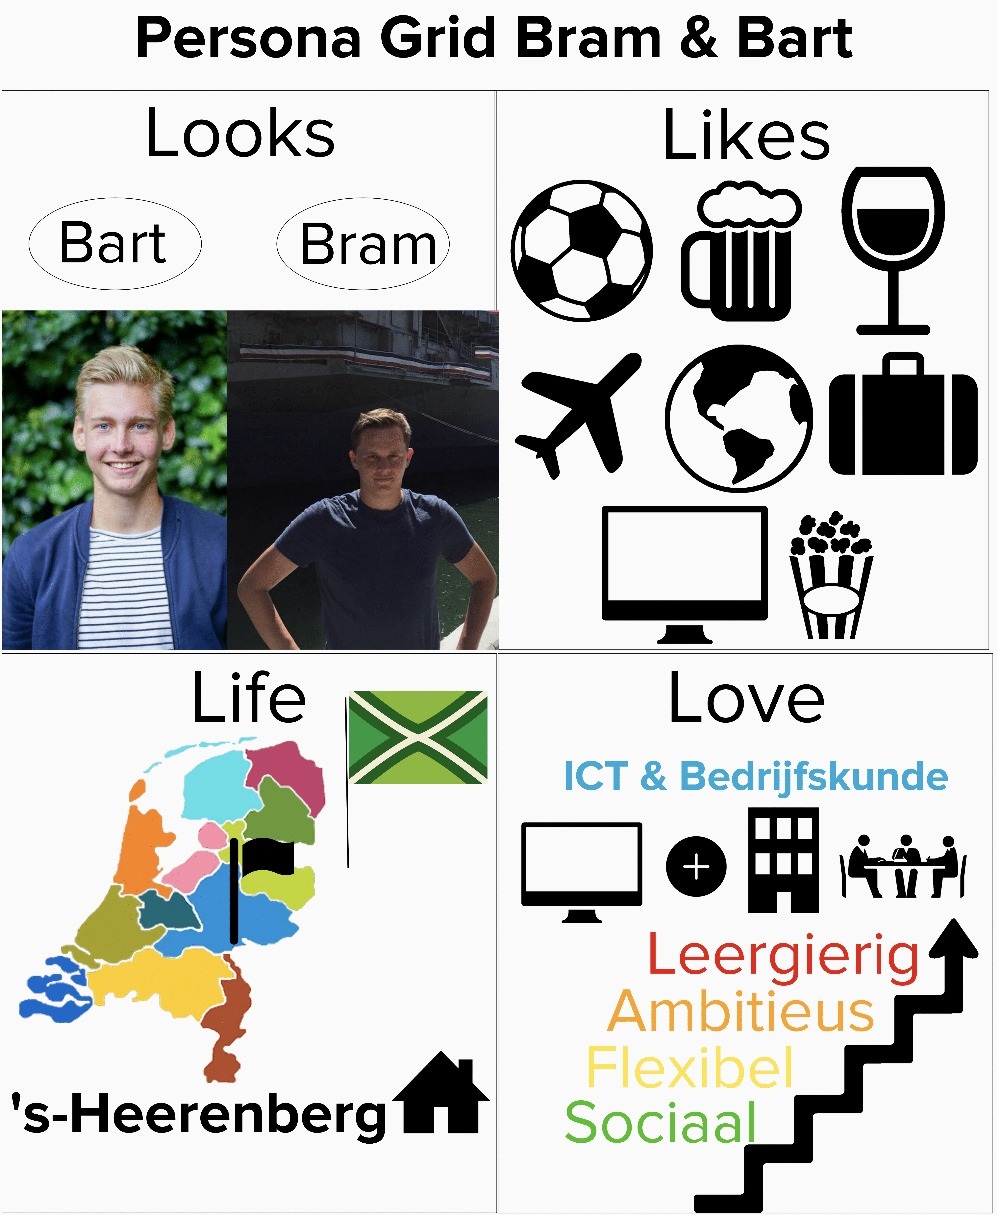 Persona Grid Bram & Bart
Looks
Bart
Bram
Likes
Life
's-Heerenberg
Love
ICT & Bedrijfskunde
Leergierig
Ambitieus
Flexibel
Sociaal